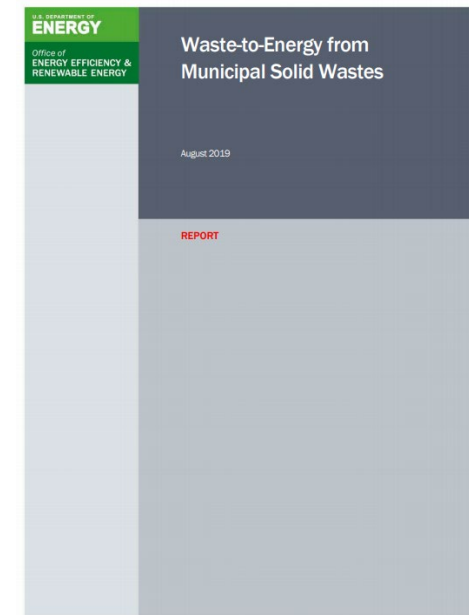 U.S. DEPARTMENT OF
ENERGY
Office of
ENERGY EFFICIENCY &
RENEWABLE ENERGY
Waste-to-Energy from
Municipal Solid Wastes
August 2019
REPORT